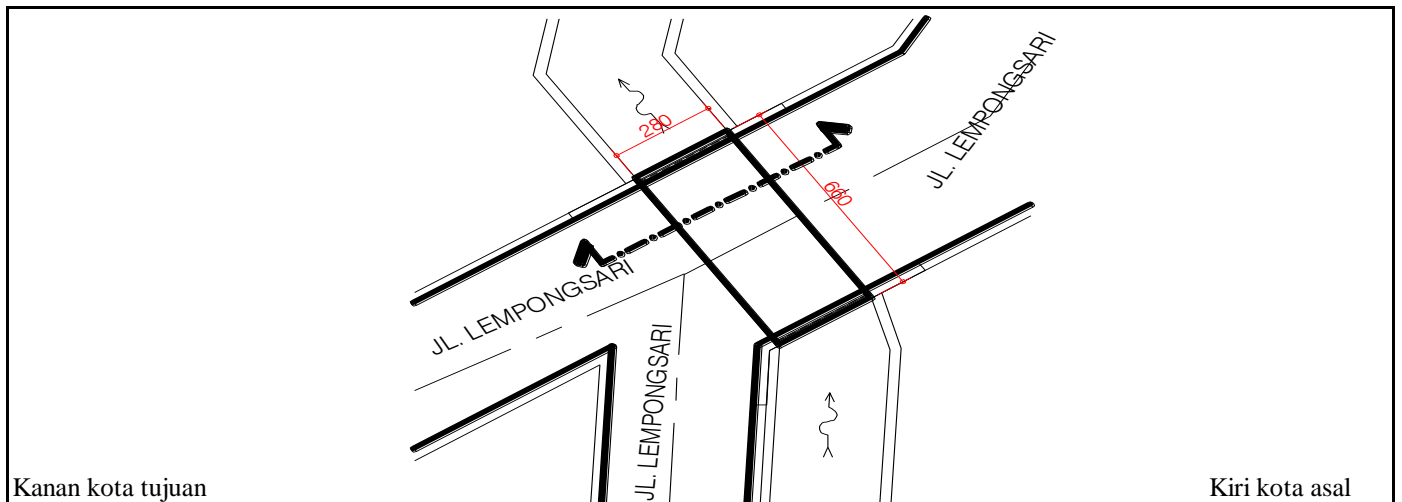 280
660
JL. LEMPONGSARI
JL. LEMPONGSARI
JL. LEMPONGSARI
Kanan kota tujuan
Kiri kota asal